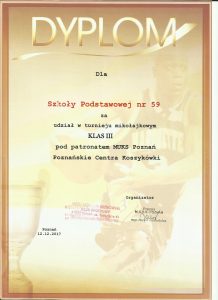 DYPLOM
Dla
Szkoły Podstawowej nr 59
za
udział w turnieju mikołajkowym
KLAS III
pod patronatem MUKS Poznań
Poznańskie Centra Koszykówki
Organizator
Poznań
12.12.2017